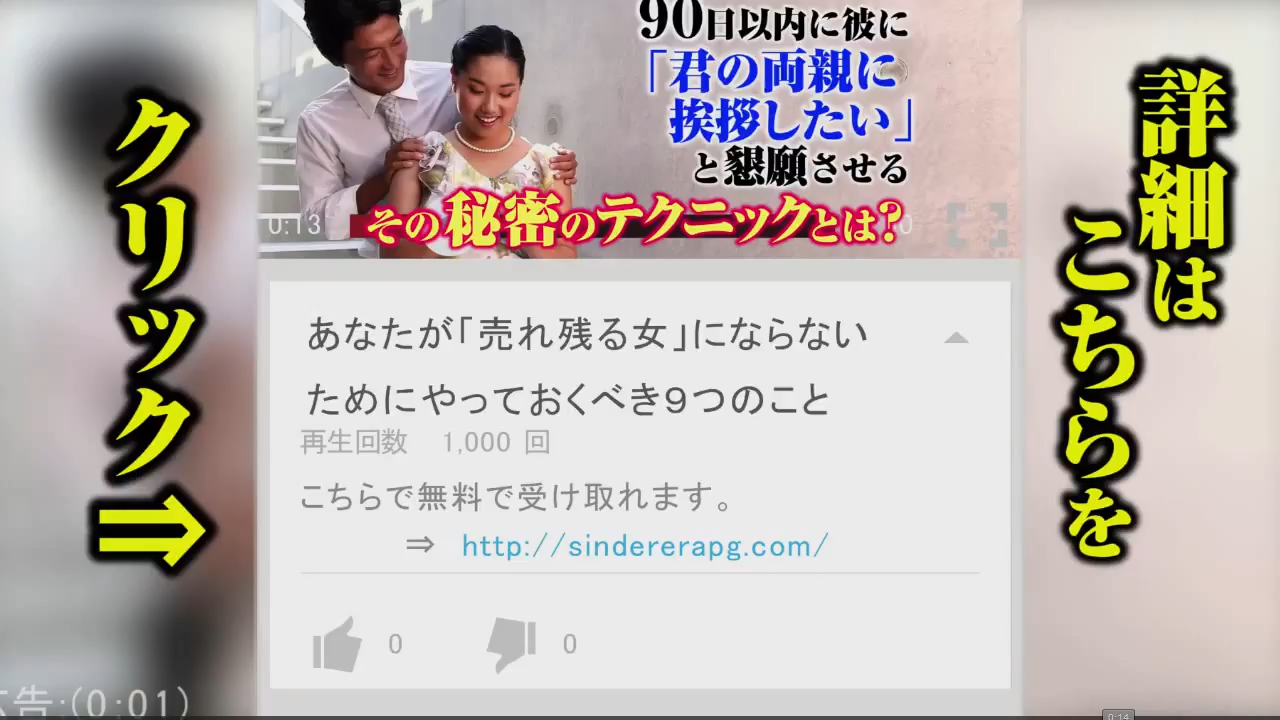 詳細は
こちらを
クリック⇒
90日以内に彼に
「君の両親に
挨拶したい」
と懇願させる
その秘密のテクニックとは?
0:13
あなたが「売れ残る女」にならない
ためにやっておくべき9つのこと
再生回数 1,000 回
こちらで無料で受け取れます。
⇒ http://sindererapg.com/
0 0
広告:(0:01)
0:14